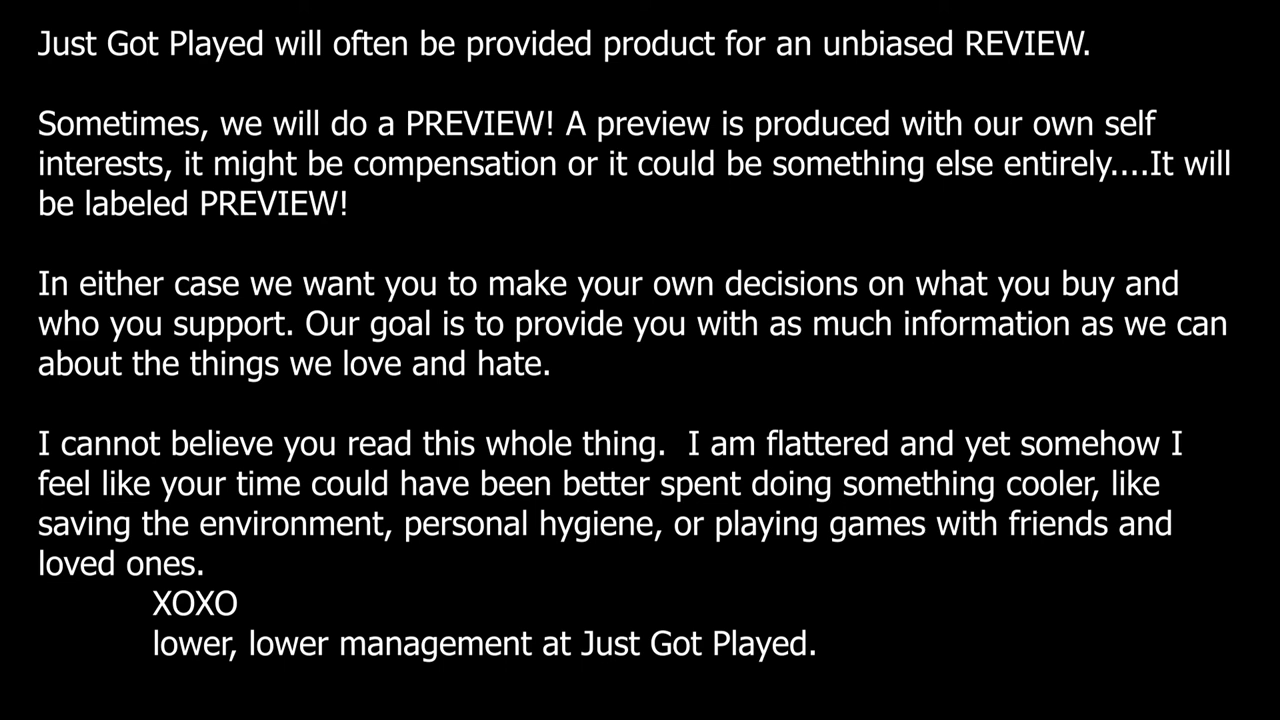 Just Got Played will often be provided product for an unbiased REVIEW.
Sometimes, we will do a PREVIEW! A preview is produced with our own self
interests, it might be compensation or it could be something else entirely....It will
be labeled PREVIEW!
In either case we want you to make your own decisions on what you buy and
who you support. Our goal is to provide you with as much information as we can
about the things we love and hate.
I cannot believe you read this whole thing.  I am flattered and yet somehow I
feel like your time could have been better spent doing something cooler, like
saving the environment, personal hygiene, or playing games with friends and
loved ones.
XOXO
lower, lower management at Just Got Played.